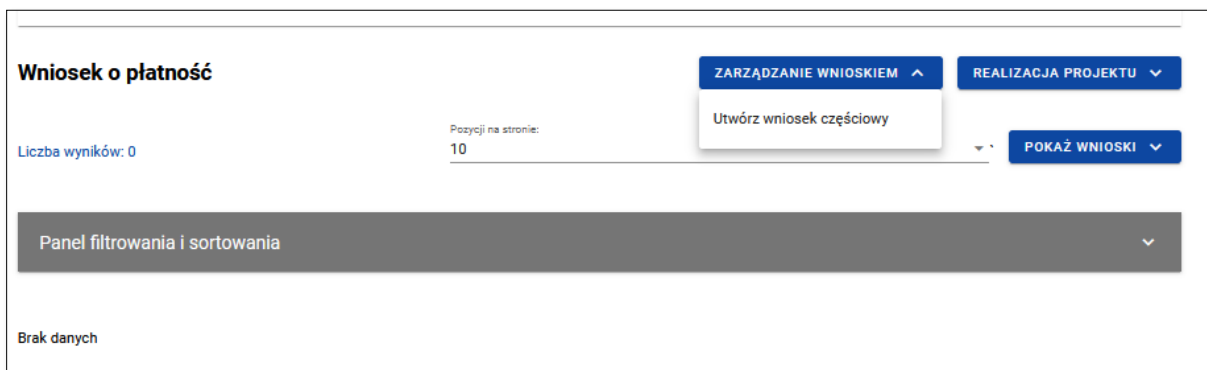 Wniosek o płatność
ZARZĄDZANIE WNIOSKIEM
REALIZACJA PROJEKTU
Utwórz wniosek częściowy
Liczba wyników: 0
Pozycji na stronie:
10
POKAŻ WNIOSKI
Panel filtrowania i sortowania
Brak danych